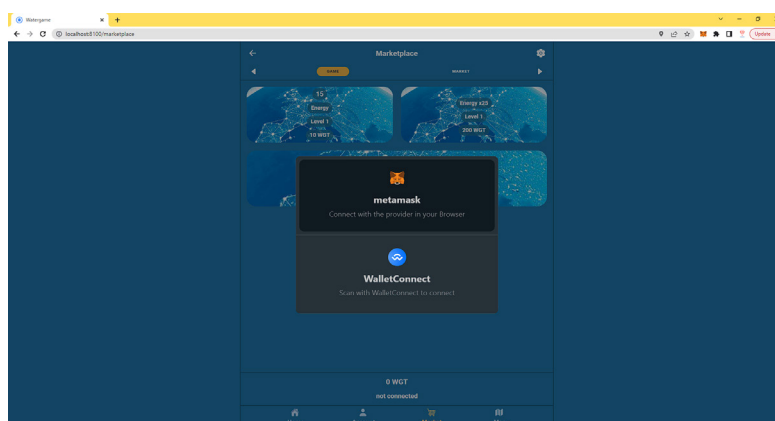 Watergame
Update
localhost:8100/marketplace
Marketplace
GAME
MARKET
15
Energy
Level 1
10 WGT
Energy x23
Level 1
200 WGT
metamask
Connect with the provider in your Browser
WalletConnect
Scan with WalletConnect to connect
0 WGT
not connected